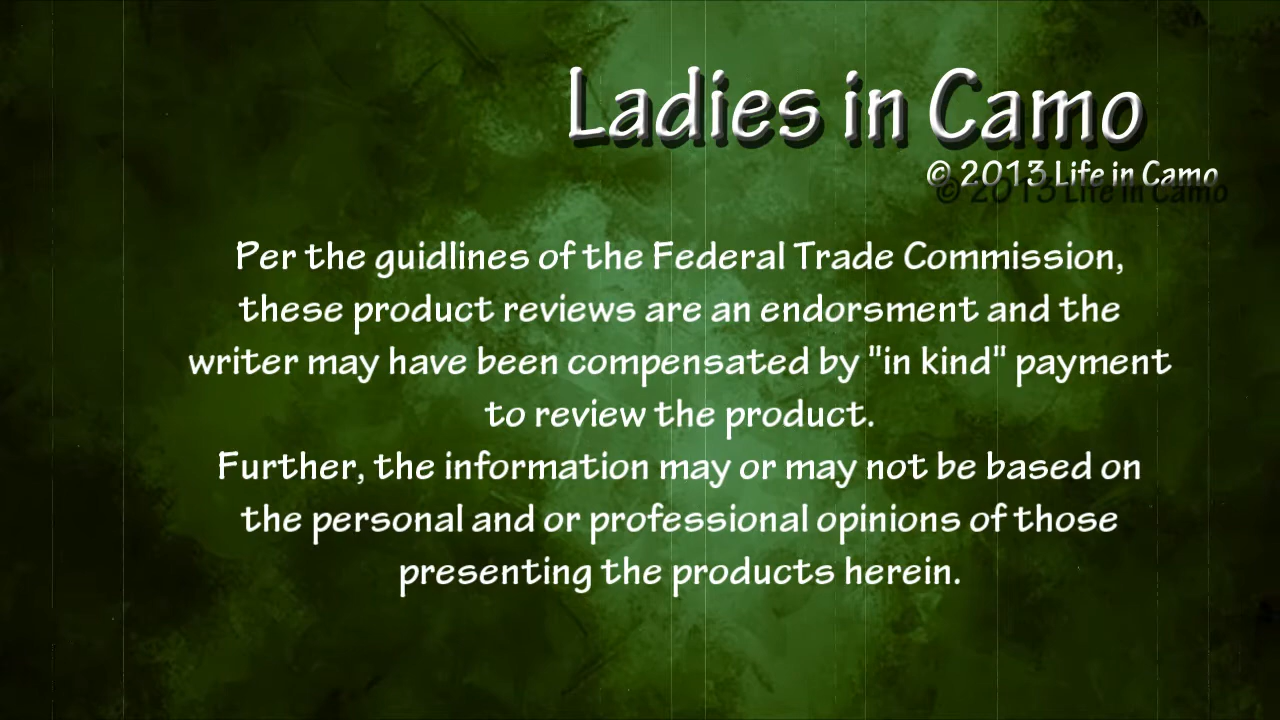 Ladies in Camo
© 2013 Life in Camo
Per the guidlines of the Federal Trade Commission,
these product reviews are an endorsment and the
writer may have been compensated by "in kind" payment
to review the product.
Further, the information may or may not be based on
the personal and or professional opinions of those
presenting the products herein.